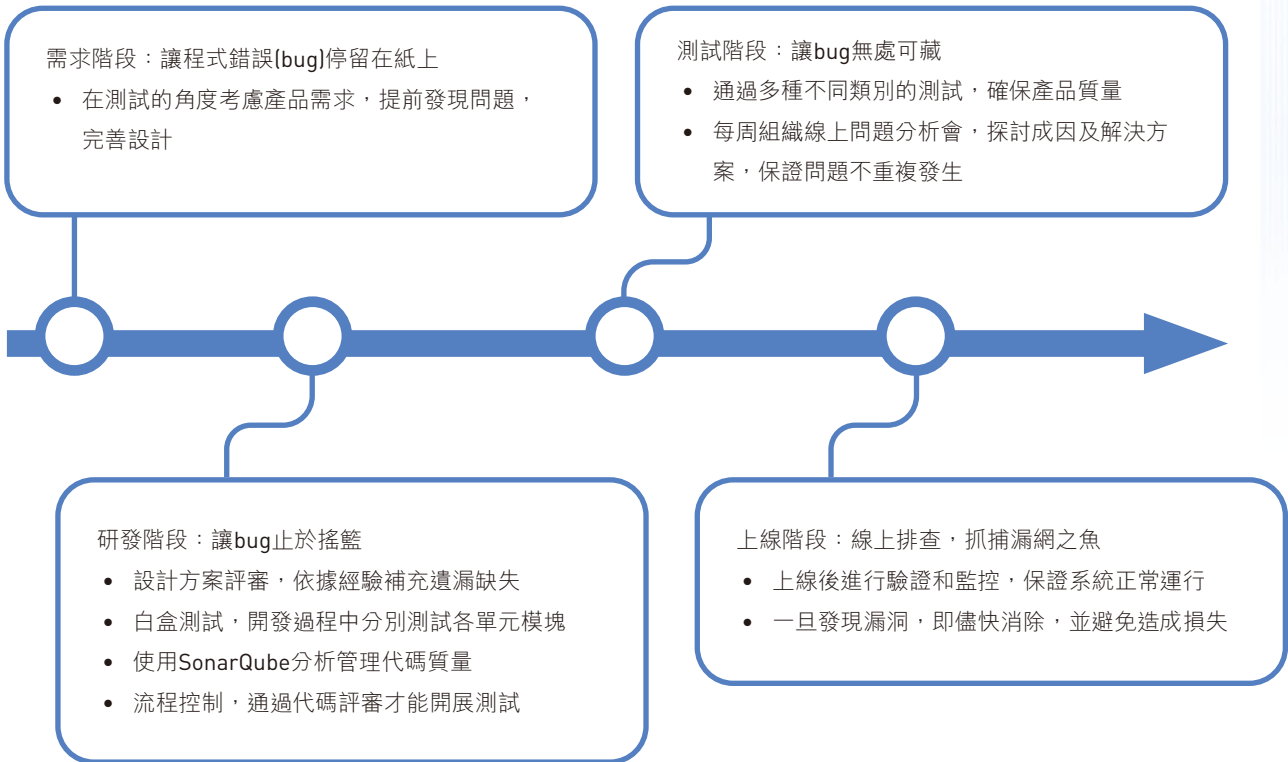 需求階段：讓程式錯誤(bug)停留在紙上
• 在測試的角度考慮產品需求，提前發現問題，
完善設計
測試階段：讓bug無處可藏
• 通過多種不同類別的測試，確保產品質量
• 每周組織線上問題分析會，探討成因及解決方
案，保證問題不重複發生
研發階段：讓bug止於搖籃
• 設計方案評審，依據經驗補充遺漏缺失
• 白盒測試，開發過程中分別測試各單元模塊
• 使用SonarQube分析管理代碼質量
• 流程控制，通過代碼評審才能開展測試
上線階段：線上排查，抓捕漏網之魚
• 上線後進行驗證和監控，保證系統正常運行
• 一旦發現漏洞，即儘快消除，並避免造成損失